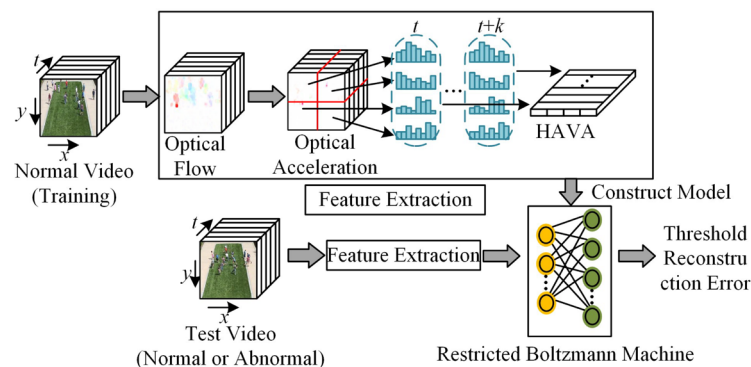 t
t+k
t
y
x
Optical
Flow
Optical
Acceleration
HAVA
Normal Video
(Training)
Feature Extraction
Construct Model
t
y
x
Feature Extraction
Threshold
Reconstru
ction Error
Test Video
(Normal or Abnormal)
Restricted Boltzmann Machine